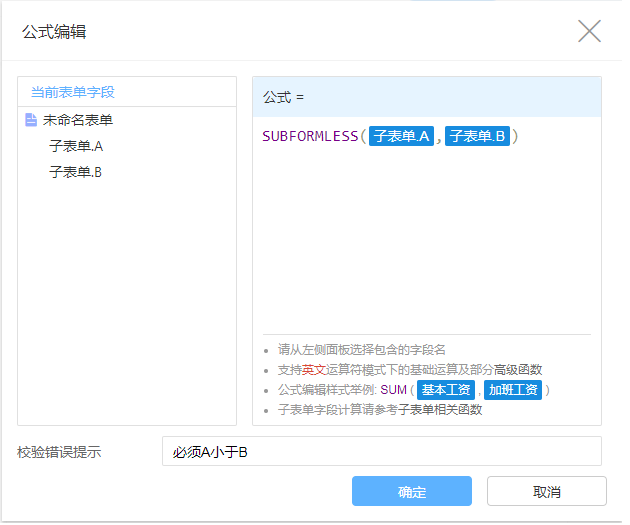 公式编辑
当前表单字段
未命名表单
子表单.A
子表单.B
公式 =
SUBFORMLESS(子表单.A,子表单.B)
请从左侧面板选择包含的字段名
支持英文运算符模式下的基础运算及部分高级函数
公式编辑样式举例: SUM(基本工资,加班工资)
子表单字段计算请参考子表单相关函数
校验错误提示
必须A小于B
确定
取消